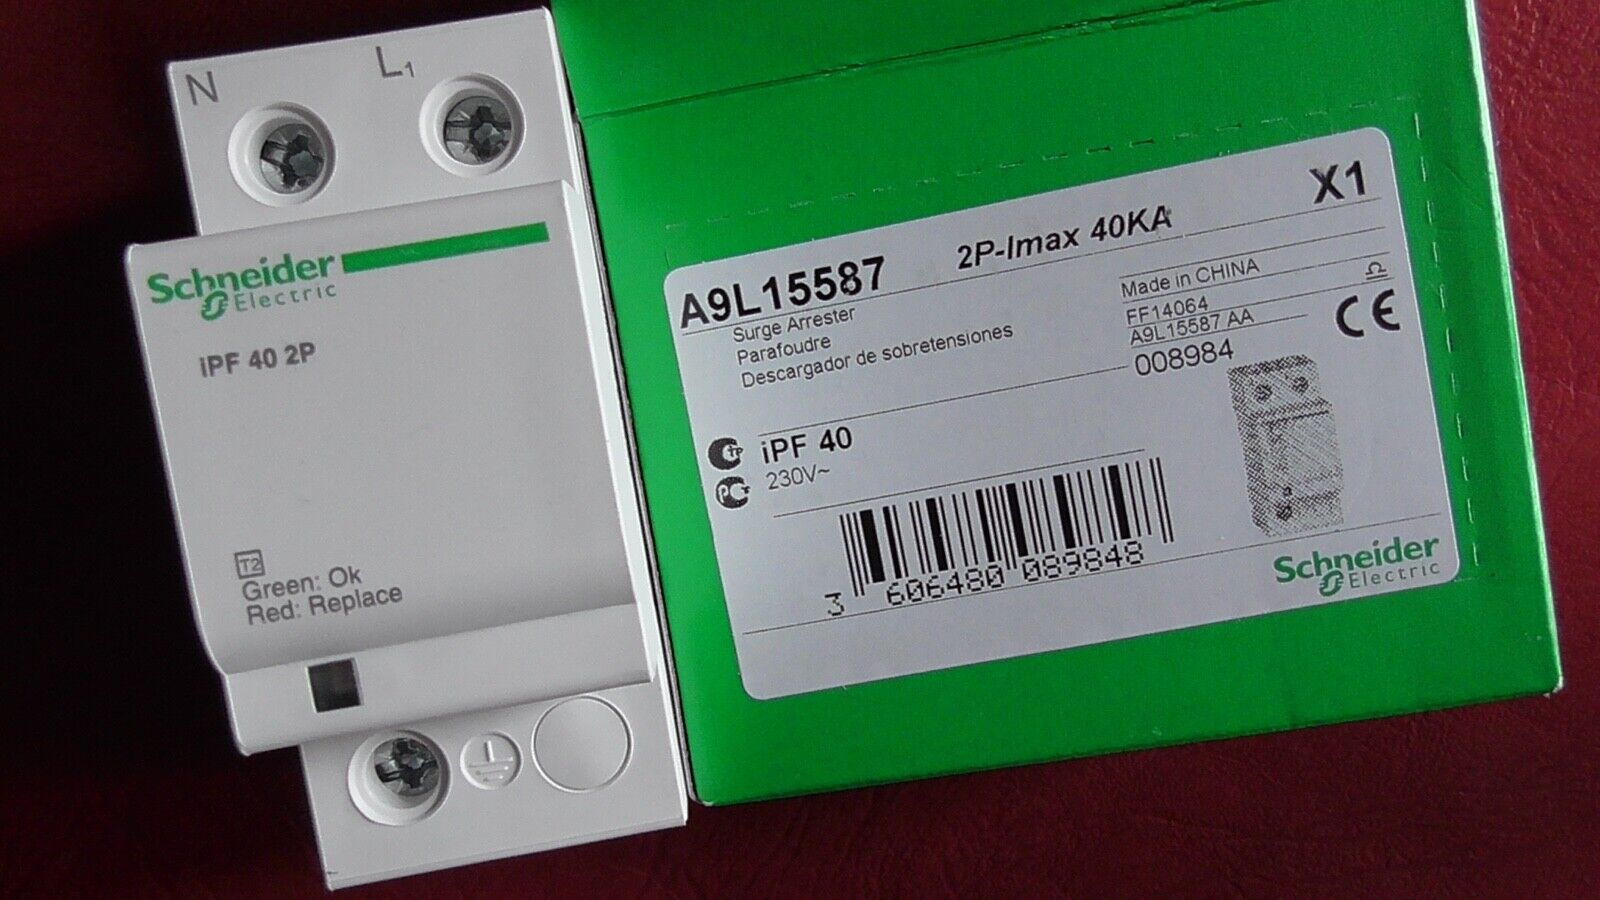 N L1
Schneider
Electric
iPF 40 2P
T2
Green: Ok
Red: Replace
A9L15587 2P-Imax 40KA X1
Surge Arrester
Parafoudre
Descargador de sobretensiones
Made in CHINA
FF14064
A9L15587 AA
008984
CE
iPF 40
230V~
3 606480 089848
Schneider
Electric